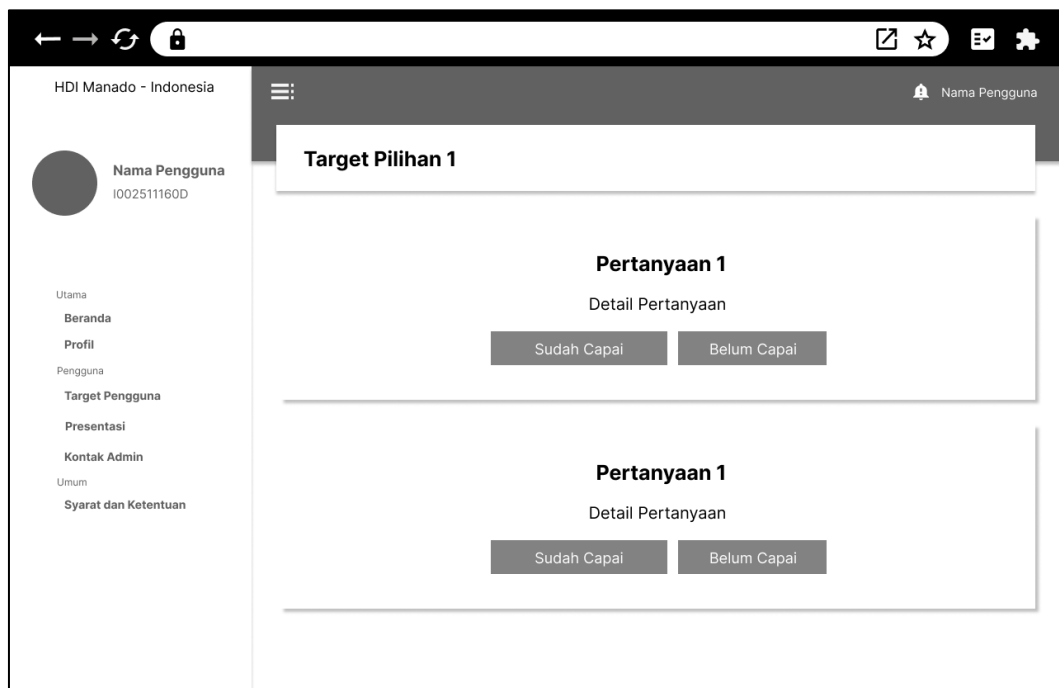 HDI Manado - Indonesia
Nama Pengguna
Nama Pengguna
I002511160D
Utama
Beranda
Profil
Pengguna
Target Pengguna
Presentasi
Kontak Admin
Umum
Syarat dan Ketentuan
Target Pilihan 1
Pertanyaan 1
Detail Pertanyaan
Sudah Capai
Belum Capai
Pertanyaan 1
Detail Pertanyaan
Sudah Capai
Belum Capai